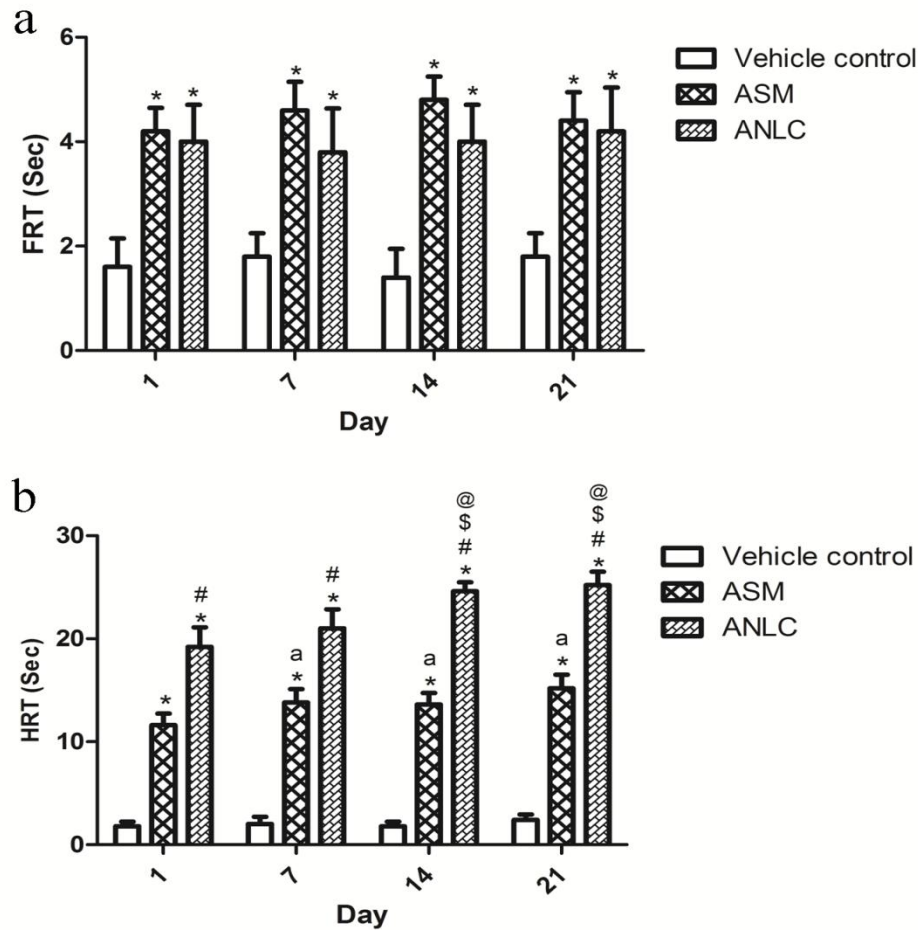 a
FRT (Sec)
6
4
2
0
* * * * * * * *
1 7 14 21
Day
Vehicle control
ASM
ANLC
b
HRT (Sec)
30
20
10
0
*
#
*
a
*
#
*
a
*
@
$
#
*
a
*
@
$
#
*
1 7 14 21
Day
Vehicle control
ASM
ANLC